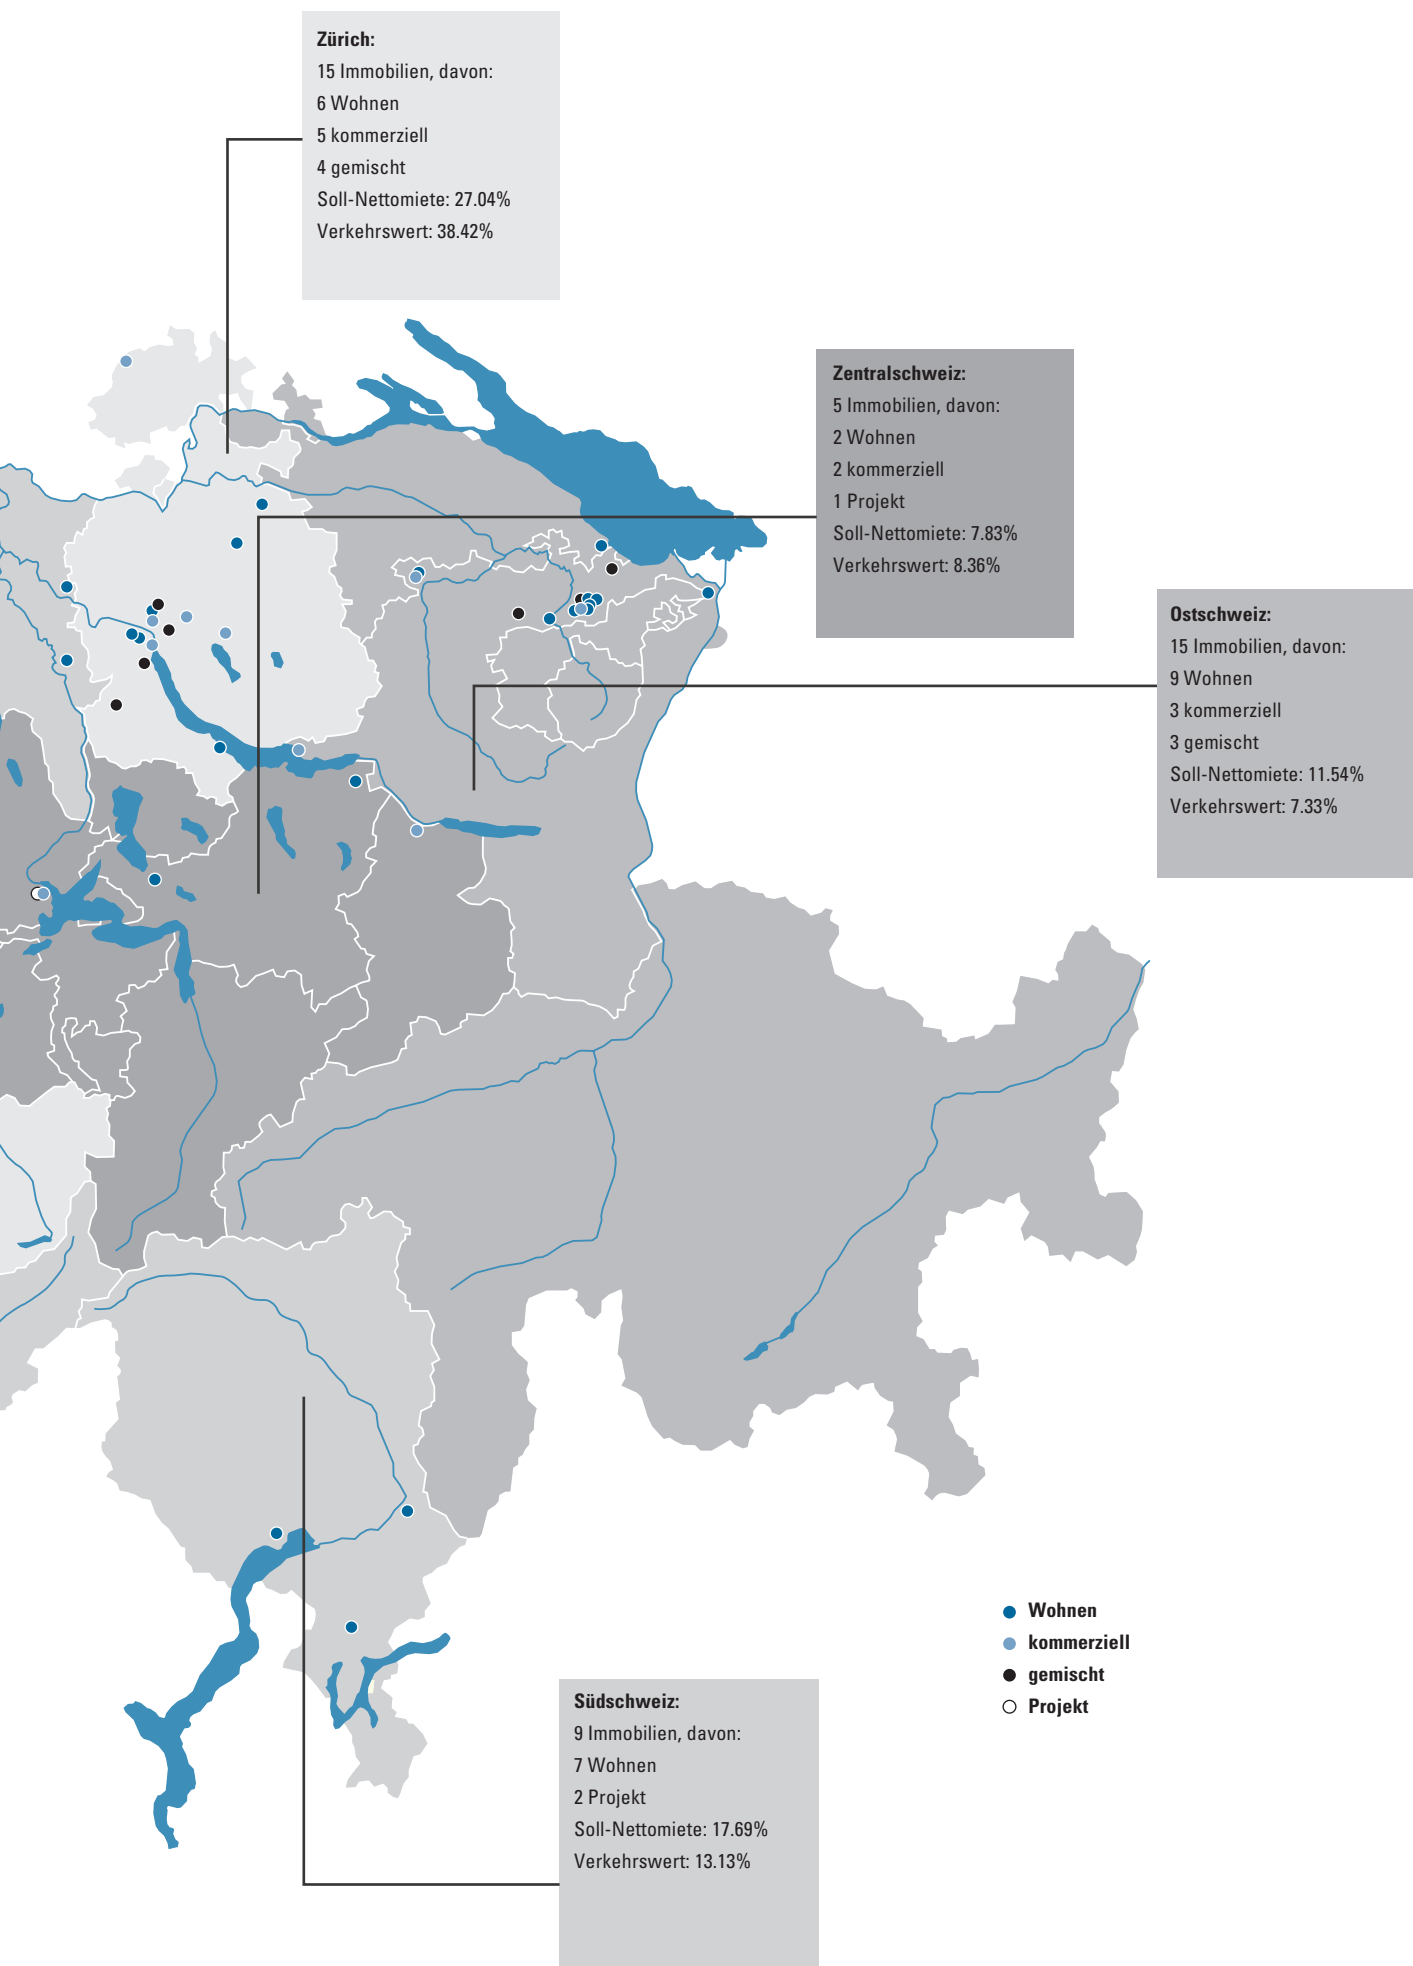 Zürich:
15 Immobilien, davon:
6 Wohnen
5 kommerziell
4 gemischt
Soll-Nettomiete: 27.04%
Verkehrswert: 38.42%
Zentralschweiz:
5 Immobilien, davon:
2 Wohnen
2 kommerziell
1 Projekt
Soll-Nettomiete: 7.83%
Verkehrswert: 8.36%
Ostschweiz:
15 Immobilien, davon:
9 Wohnen
3 kommerziell
3 gemischt
Soll-Nettomiete: 11.54%
Verkehrswert: 7.33%
Wohnen
kommerziell
gemischt
Projekt
Südschweiz:
9 Immobilien, davon:
7 Wohnen
2 Projekt
Soll-Nettomiete: 17.69%
Verkehrswert: 13.13%